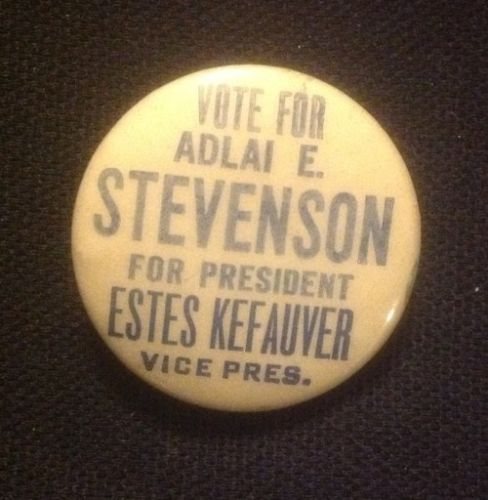 VOTE FOR
ADLAI E.
STEVENSON
FOR PRESIDENT
ESTES KEFAUVER
VICE PRES.